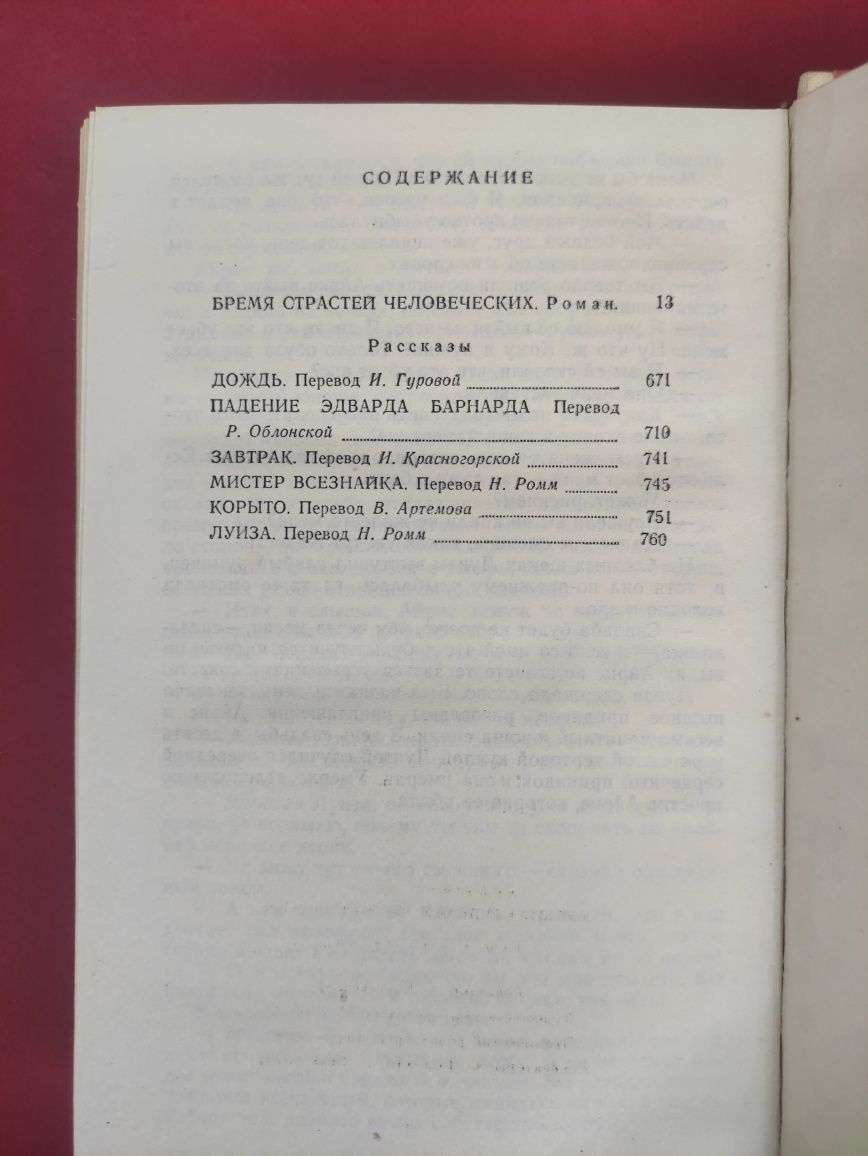 СОДЕРЖАНИЕ
БРЕМЯ СТРАСТЕЙ ЧЕЛОВЕЧЕСКИХ. Роман. 13
Рассказы
ДОЖДЬ. Перевод И. Гуровой 671
ПАДЕНИЕ ЭДВАРДА БАРНАРДА Перевод
Р. Облонской 710
ЗАВТРАК. Перевод И. Красногорской 741
МИСТЕР ВСЕЗНАЙКА. Перевод Н. Ромм 745
КОРЫТО. Перевод В. Артемова 751
ЛУИЗА. Перевод Н. Ромм 760